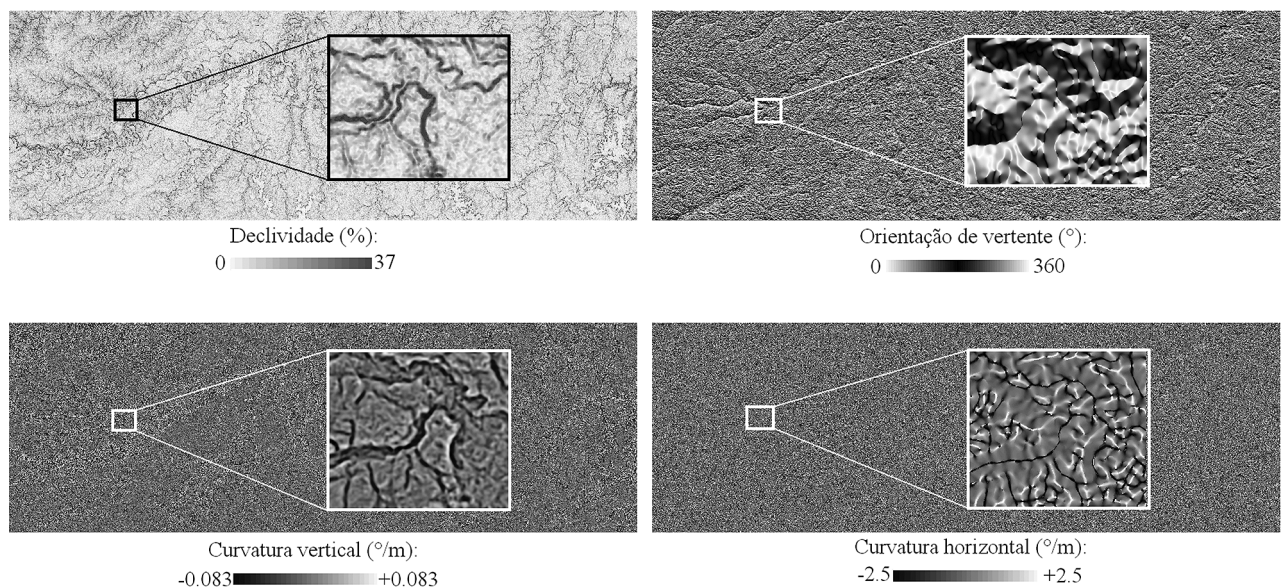 Declividade (%):
0 37
Orientação de vertente (°):
0 360
Curvatura vertical (°/m):
-0.083 +0.083
Curvatura horizontal (°/m):
-2.5 +2.5